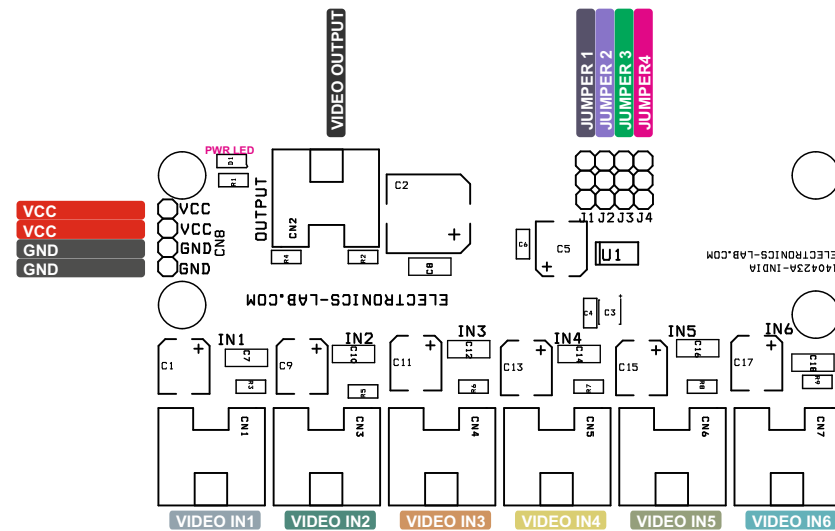 VIDEO OUTPUT
JUMPER 1
JUMPER 2
JUMPER 3
JUMPER4
PWR LED
D1
R1
C2
OUTPUT
CN2
VCC
VCC
GND
GND
VCC
VCC
GND
GND
CN8
R4
R2
C8
J1 J2 J3 J4
C6
C5
U1
ELECTRONICS-LAB.COM
140423A-INDIA
ELECTRONICS-LAB.COM
C4
C3
IN1
IN2
IN3
IN4
IN5
IN6
C1
C7
C9
C10
C11
C12
C13
C14
C15
C16
C17
C18
R3
R5
R6
R7
R8
R9
CN1
CN3
CN4
CN5
CN6
CN7
VIDEO IN1
VIDEO IN2
VIDEO IN3
VIDEO IN4
VIDEO IN5
VIDEO IN6